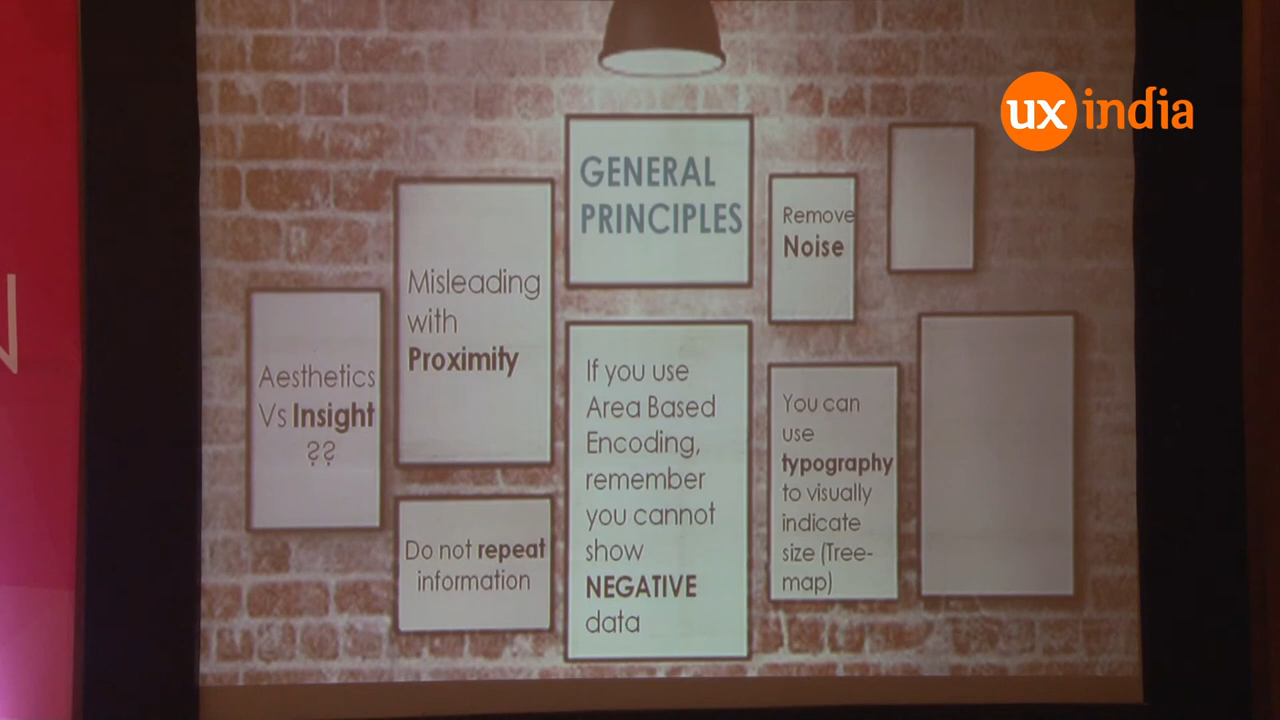 ux india
GENERAL
PRINCIPLES
Aesthetics
Vs Insight
??
Misleading
with
Proximity
Do not repeat
information
If you use
Area Based
Encoding,
remember
you cannot
show
NEGATIVE
data
Remove
Noise
You can
use
typography
to visually
indicate
size (Tree-
map)